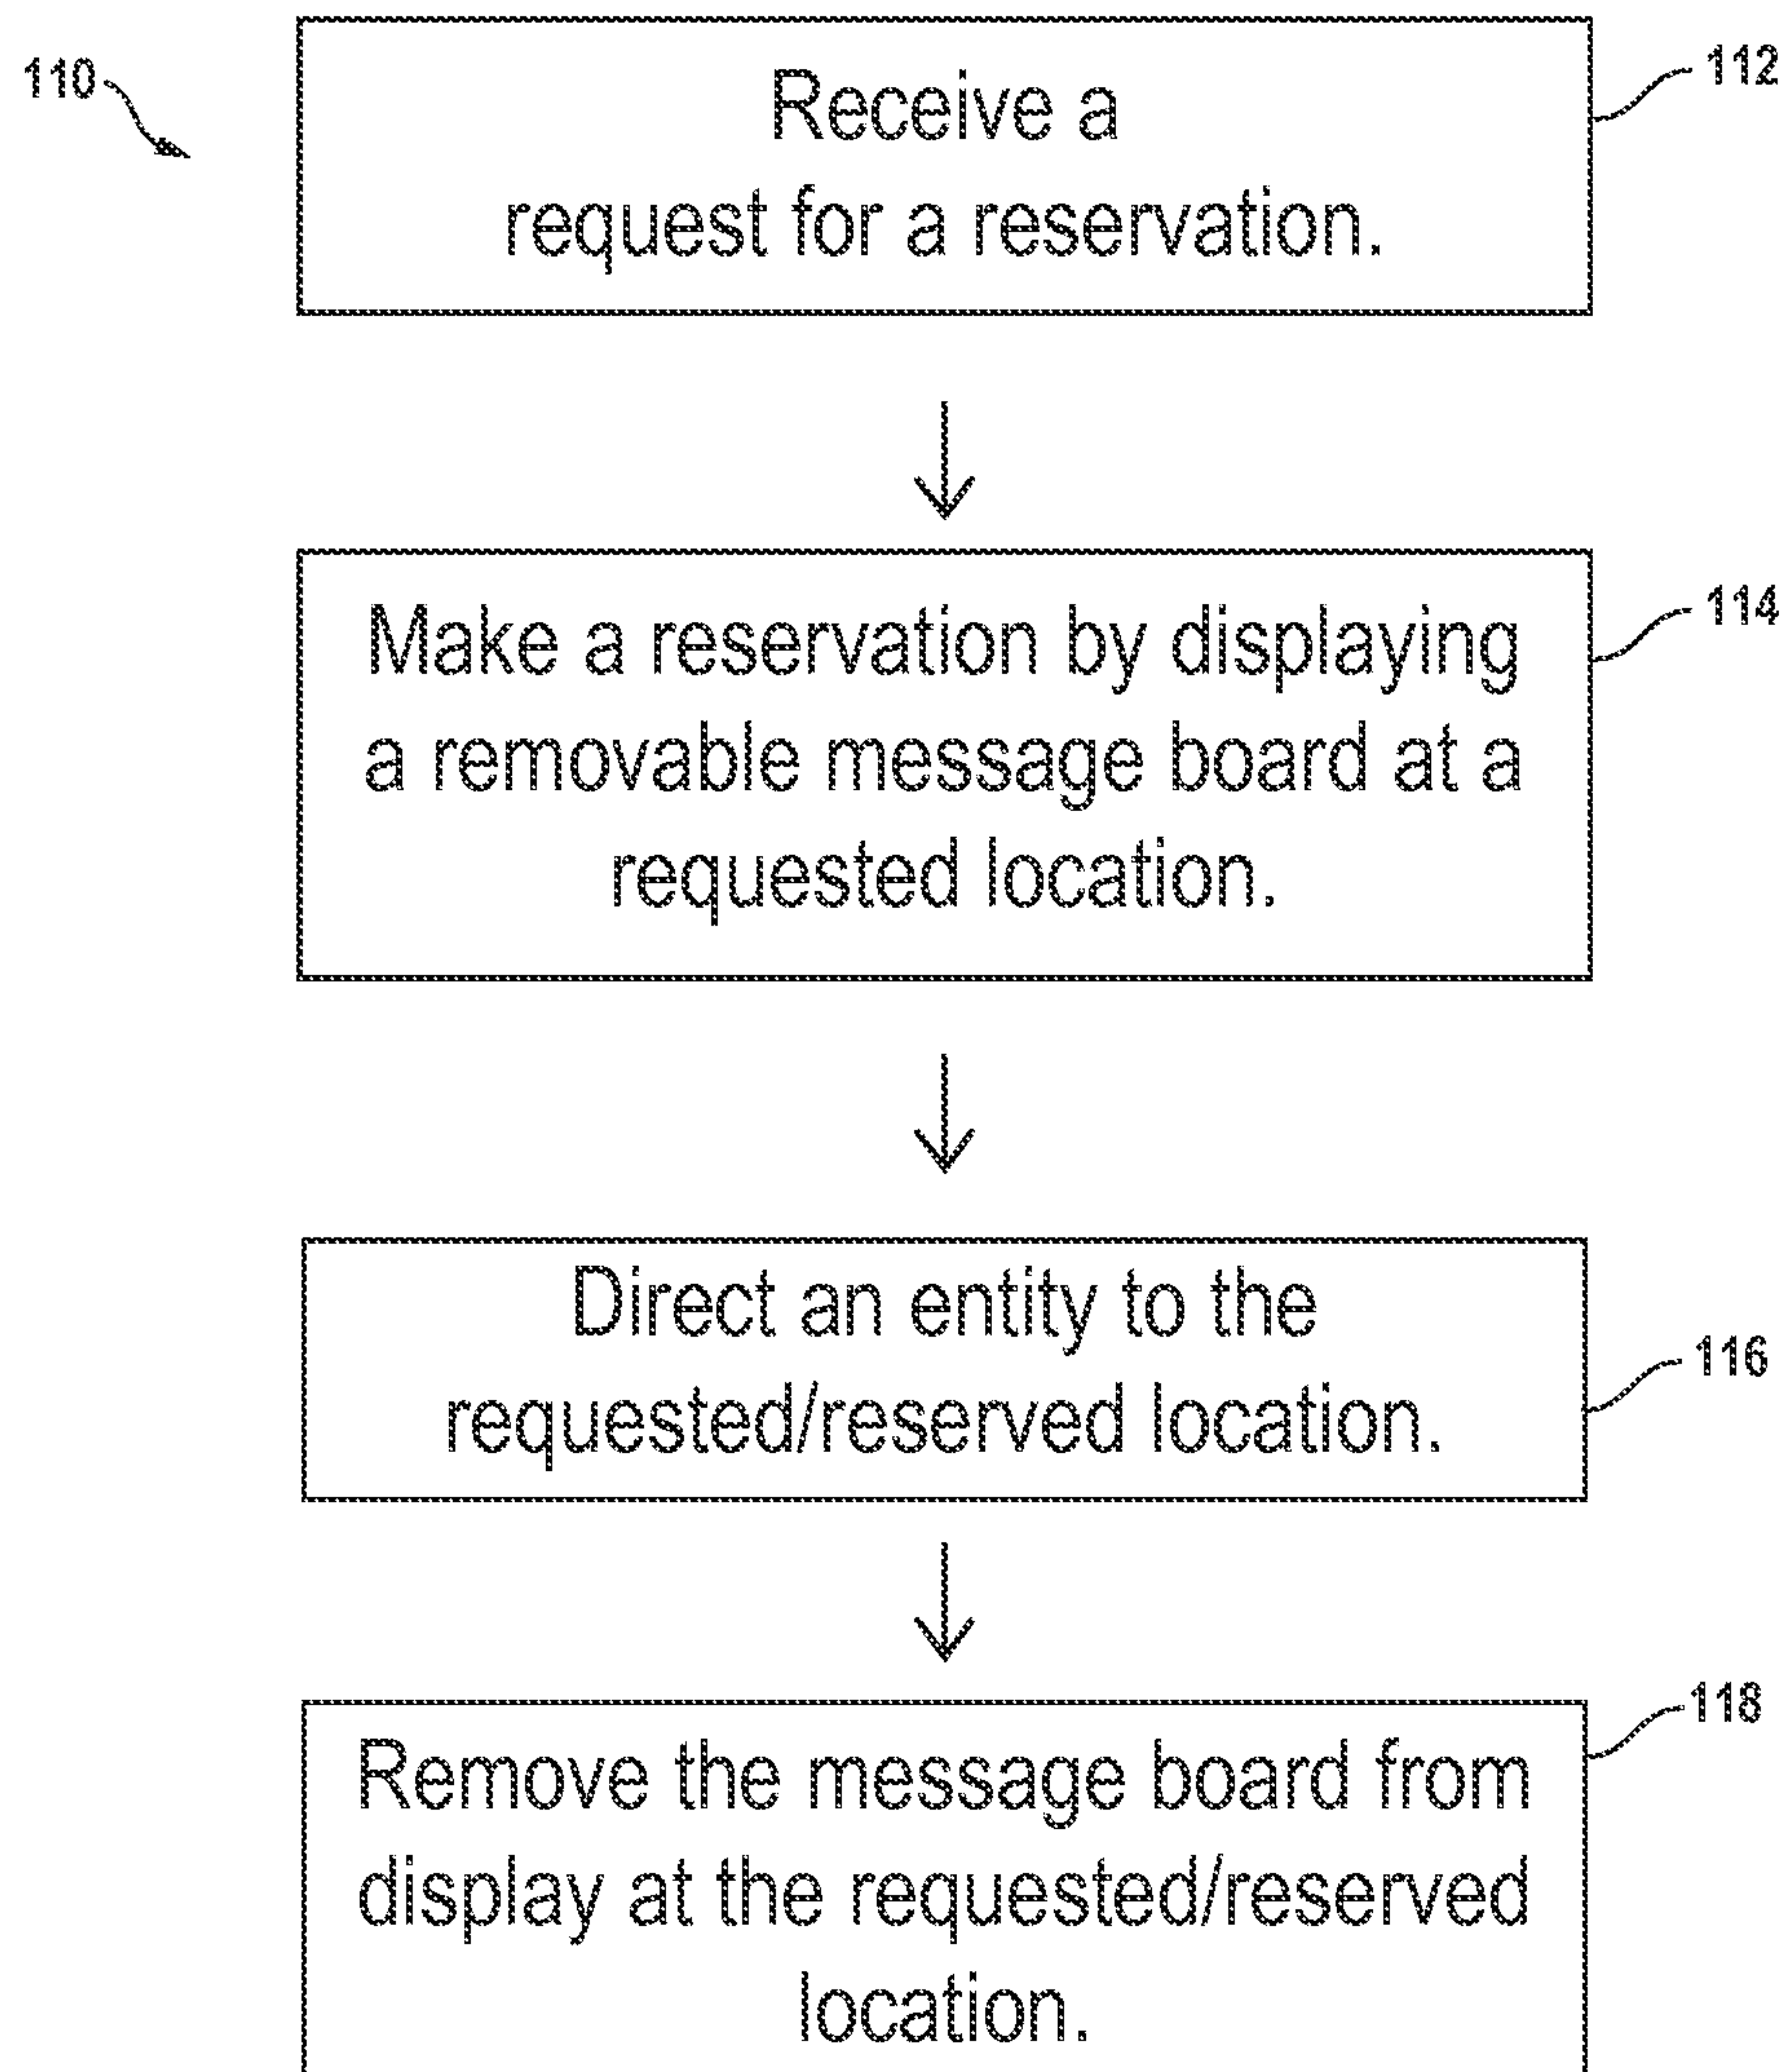 110
112
Receive a
request for a reservation.
114
Make a reservation by displaying
a removable message board at a
requested location.
Direct an entity to the
116
requested/reserved location.
118
Remove the message board from
display at the requested/reserved
location.